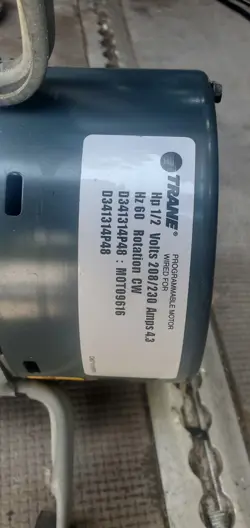 TRANE®
PROGRAMMABLE MOTOR
WIRED FOR
Hp 1/2 Volts 208/230 Amps 4.3
Hz 60 Rotation CW
D341314P48 : MOT09616
D341314P48